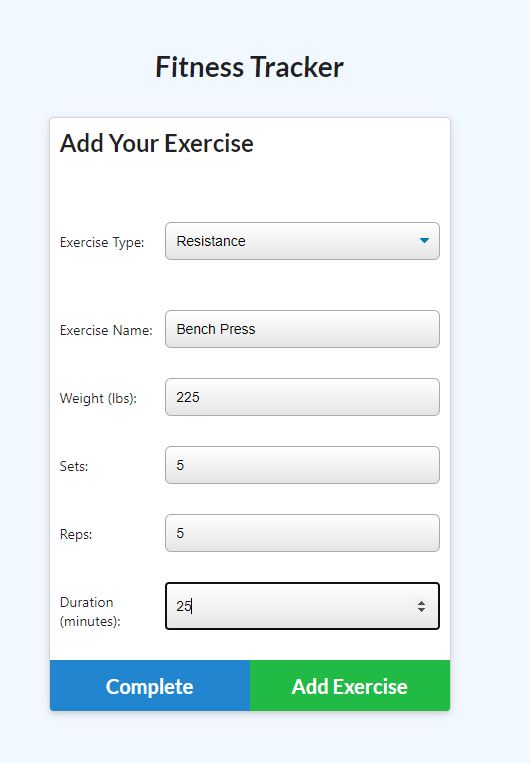 Fitness Tracker
Add Your Exercise
Exercise Type: Resistance
Exercise Name: Bench Press
Weight (lbs): 225
Sets: 5
Reps: 5
Duration
(minutes): 25
Complete Add Exercise